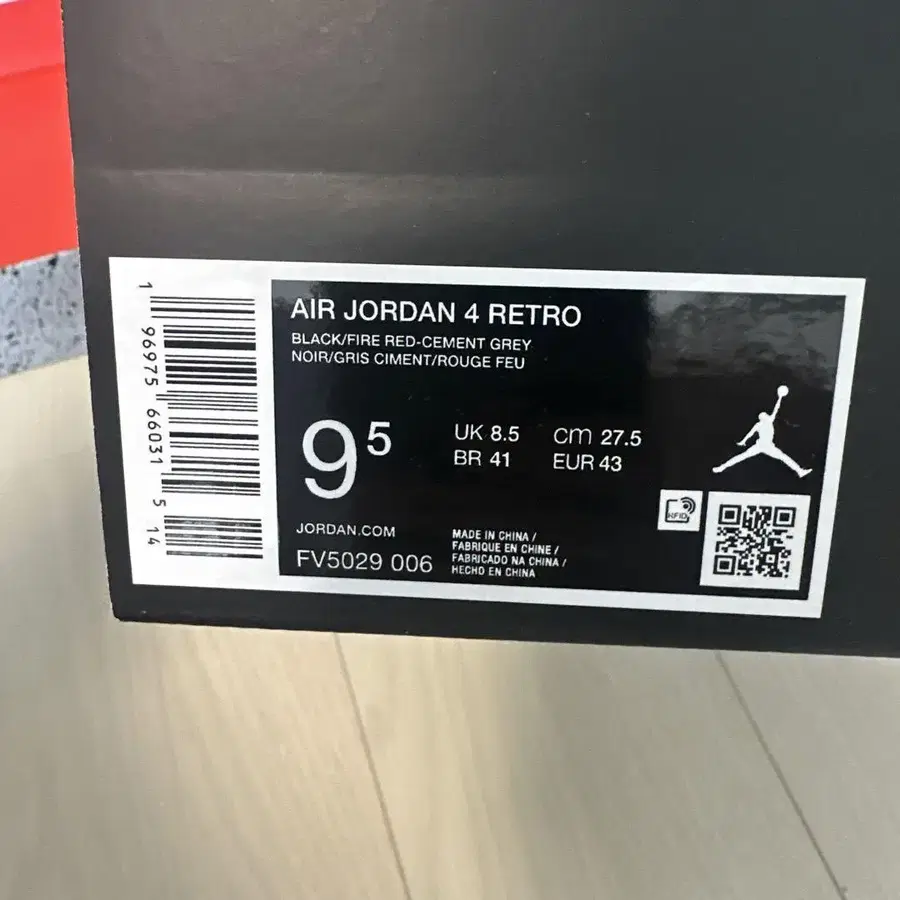 AIR JORDAN 4 RETRO
BLACK/FIRE RED-CEMENT GREY
NOIR/GRIS CIMENT/ROUGE FEU
9 5
UK 8.5 cm 27.5
BR 41 EUR 43
RFID
JORDAN.COM
FV5029 006
MADE IN CHINA /
FABRIQUE EN CHINE /
FABRICADO NA CHINA /
HECHO EN CHINA
1 96975 66031 5 14